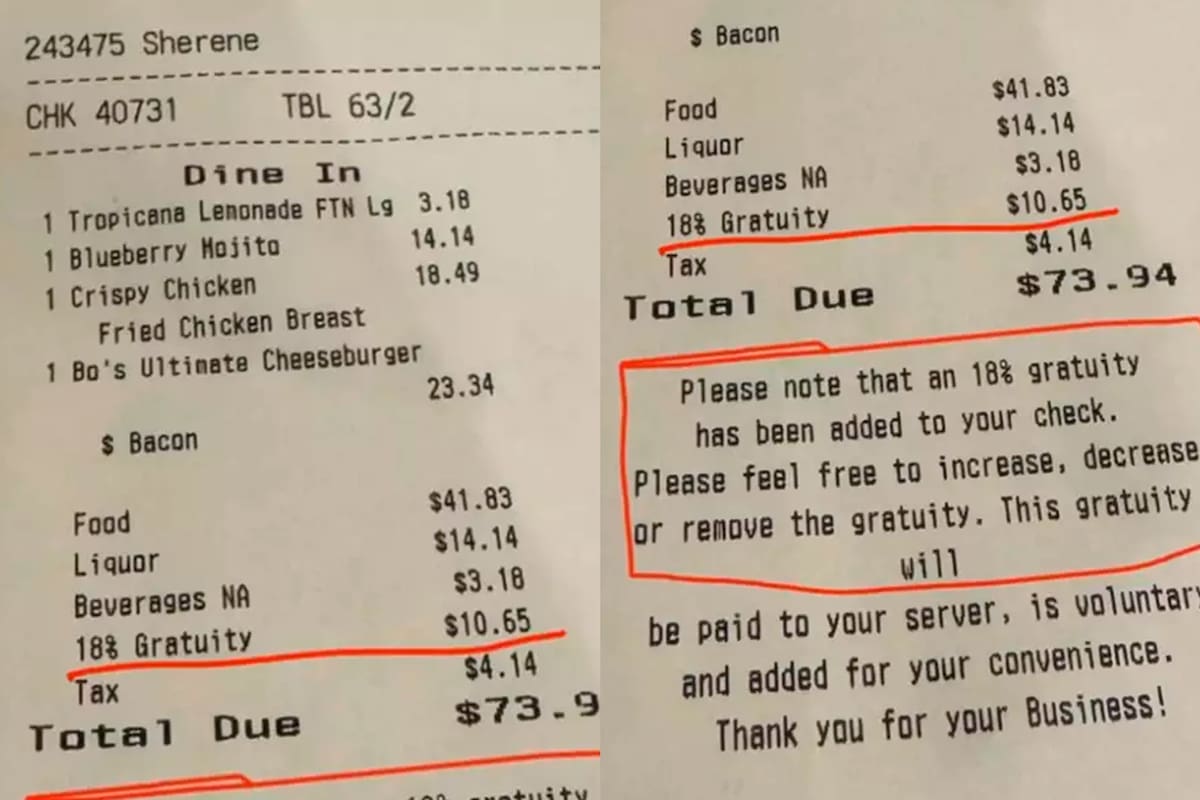 243475 Sherene
CHK 40731 TBL 63/2
Dine In
1 Tropicana Lemonade FTN Lg 3.18
1 Blueberry Mojito 14.14
1 Crispy Chicken 18.49
Fried Chicken Breast
1 Bo's Ultimate Cheeseburger
23.34
$ Bacon
Food $41.83
Liquor $14.14
Beverages NA $3.18
18% Gratuity $10.65
Tax $4.14
Total Due $73.9
gratuity
$ Bacon
Food $41.83
Liquor $14.14
Beverages NA $3.18
18% Gratuity $10.65
Tax $4.14
Total Due $73.94
Please note that an 18% gratuity
has been added to your check.
Please feel free to increase, decrease
or remove the gratuity. This gratuity
will
be paid to your server, is voluntary
and added for your convenience.
Thank you for your Business!